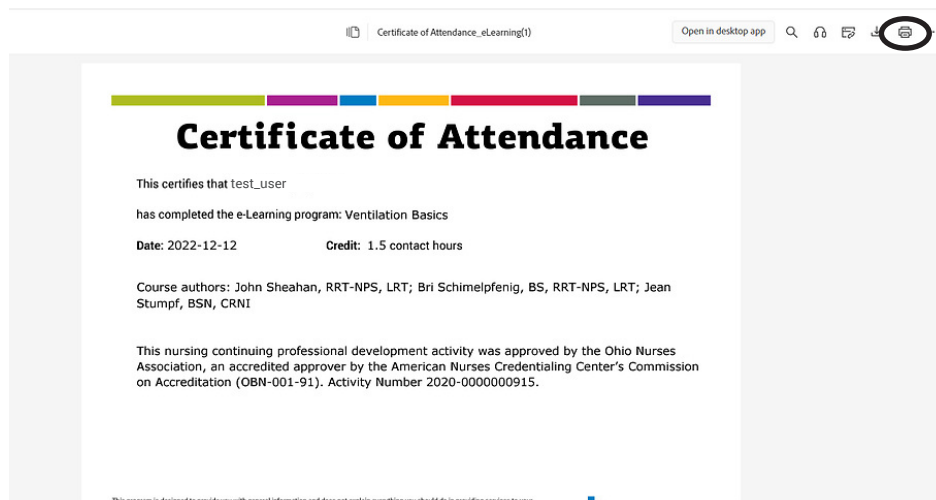 Certificate of Attendance_eLearning(1)
Open in desktop app
Certificate of Attendance
This certifies that test_user
has completed the e-Learning program: Ventilation Basics
Date: 2022-12-12 Credit: 1.5 contact hours
Course authors: John Sheahan, RRT-NPS, LRT; Bri Schimelpfenig, BS, RRT-NPS, LRT; Jean
Stumpf, BSN, CRNI
This nursing continuing professional development activity was approved by the Ohio Nurses
Association, an accredited approver by the American Nurses Credentialing Center's Commission
on Accreditation (OBN-001-91). Activity Number 2020-0000000915.